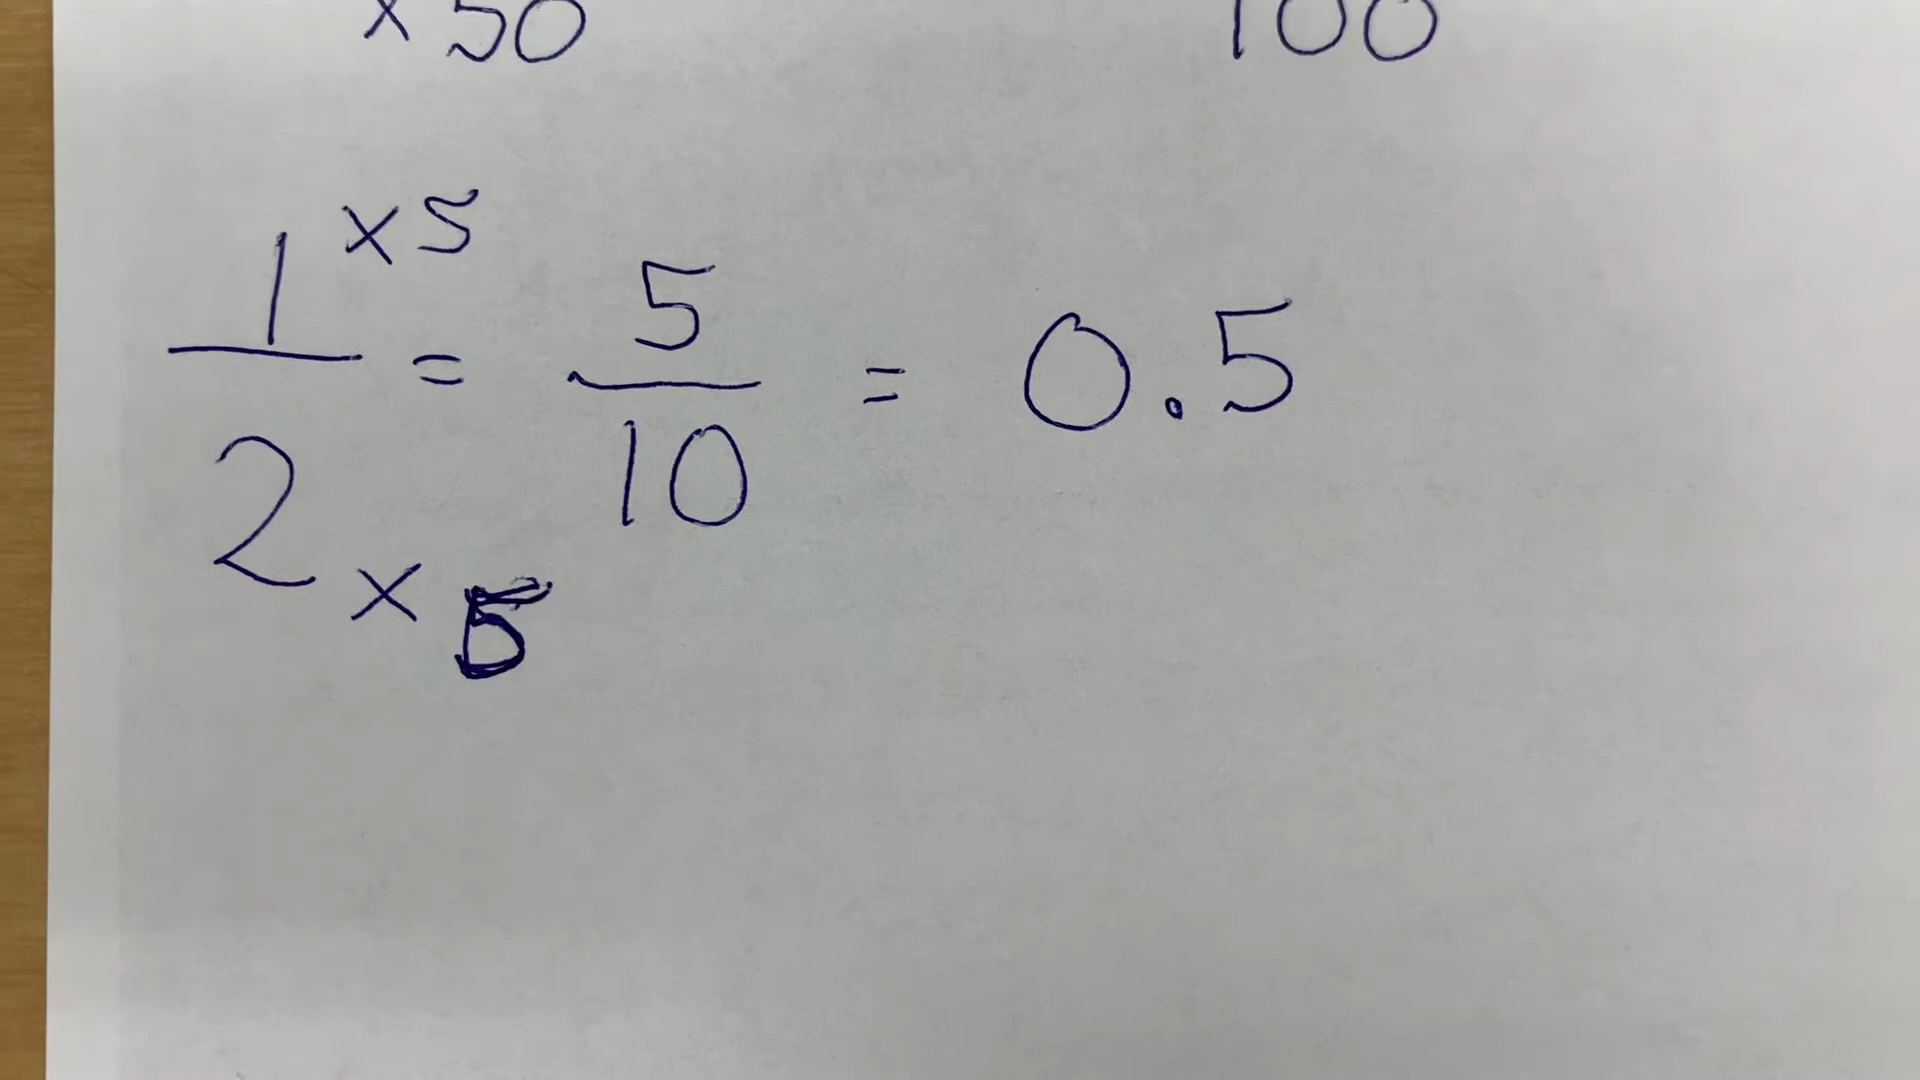 ×50 100
1 ×5
— = 5/10 = 0.5
2 × 5